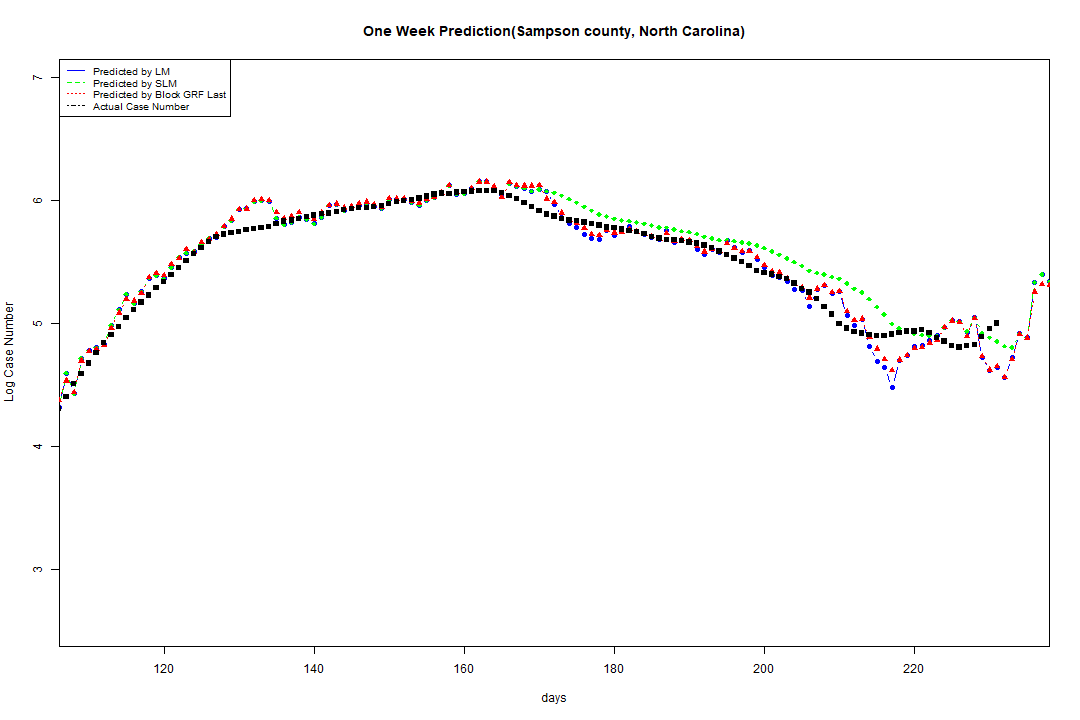 One Week Prediction(Sampson county, North Carolina)
Predicted by LM
Predicted by SLM
Predicted by Block GRF Last
Actual Case Number
7
6
5
4
3
Log Case Number
120 140 160 180 200 220
days